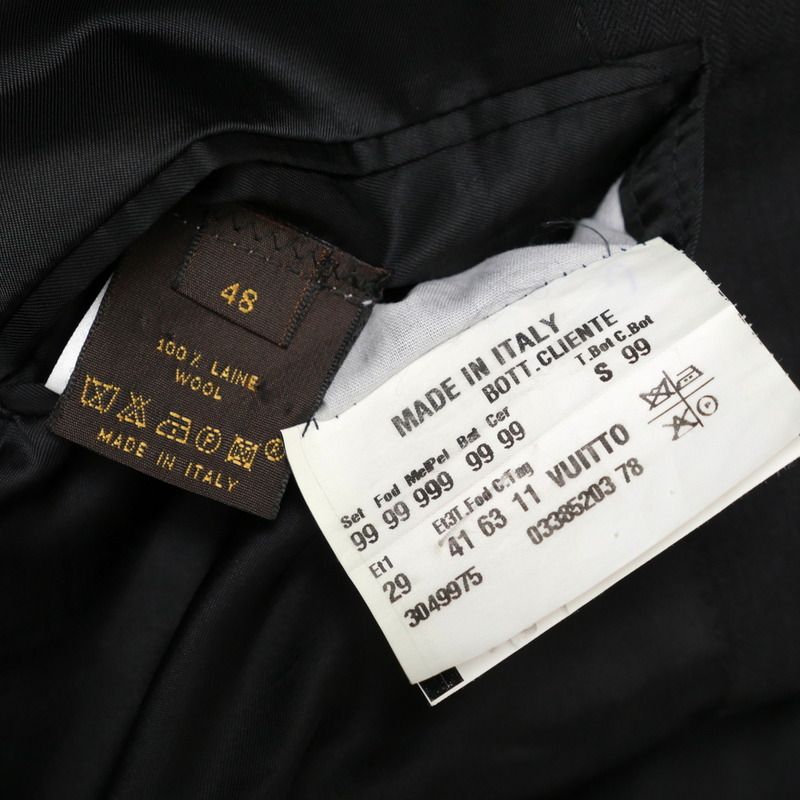 48
100% LAINE
WOOL
MADE IN ITALY
MADE IN ITALY
BOTT.CLIENTE
T.Bot C.Bot
S 99
Set Fod MelPel Bat Cer
99 99 999 99 99
Et1 Et3T.Fod C.Tag
29 41 63 11 VUITTO
3049975 03385203 78